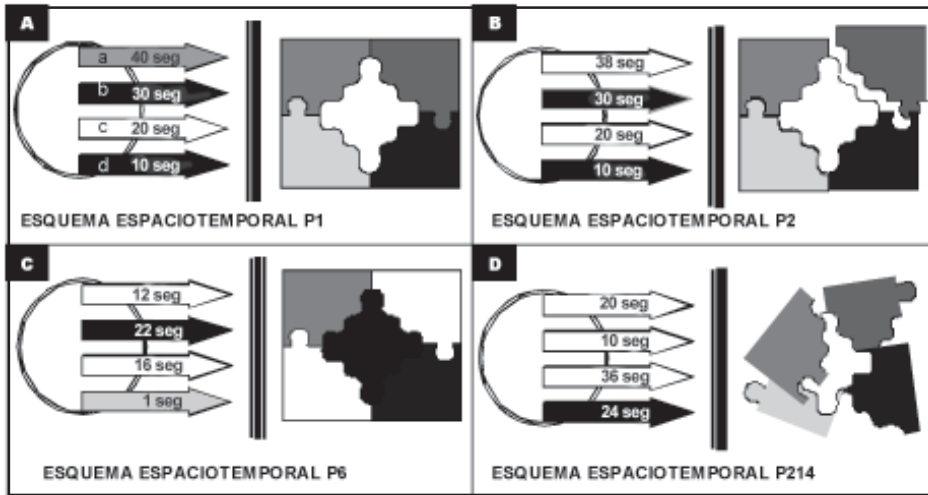 A
a 40 seg
b 30 seg
c 20 seg
d 10 seg
ESQUEMA ESPACIOTEMPORAL P1
B
38 seg
30 seg
20 seg
10 seg
ESQUEMA ESPACIOTEMPORAL P2
C
12 seg
22 seg
16 seg
1 seg
ESQUEMA ESPACIOTEMPORAL P6
D
20 seg
10 seg
36 seg
24 seg
ESQUEMA ESPACIOTEMPORAL P214